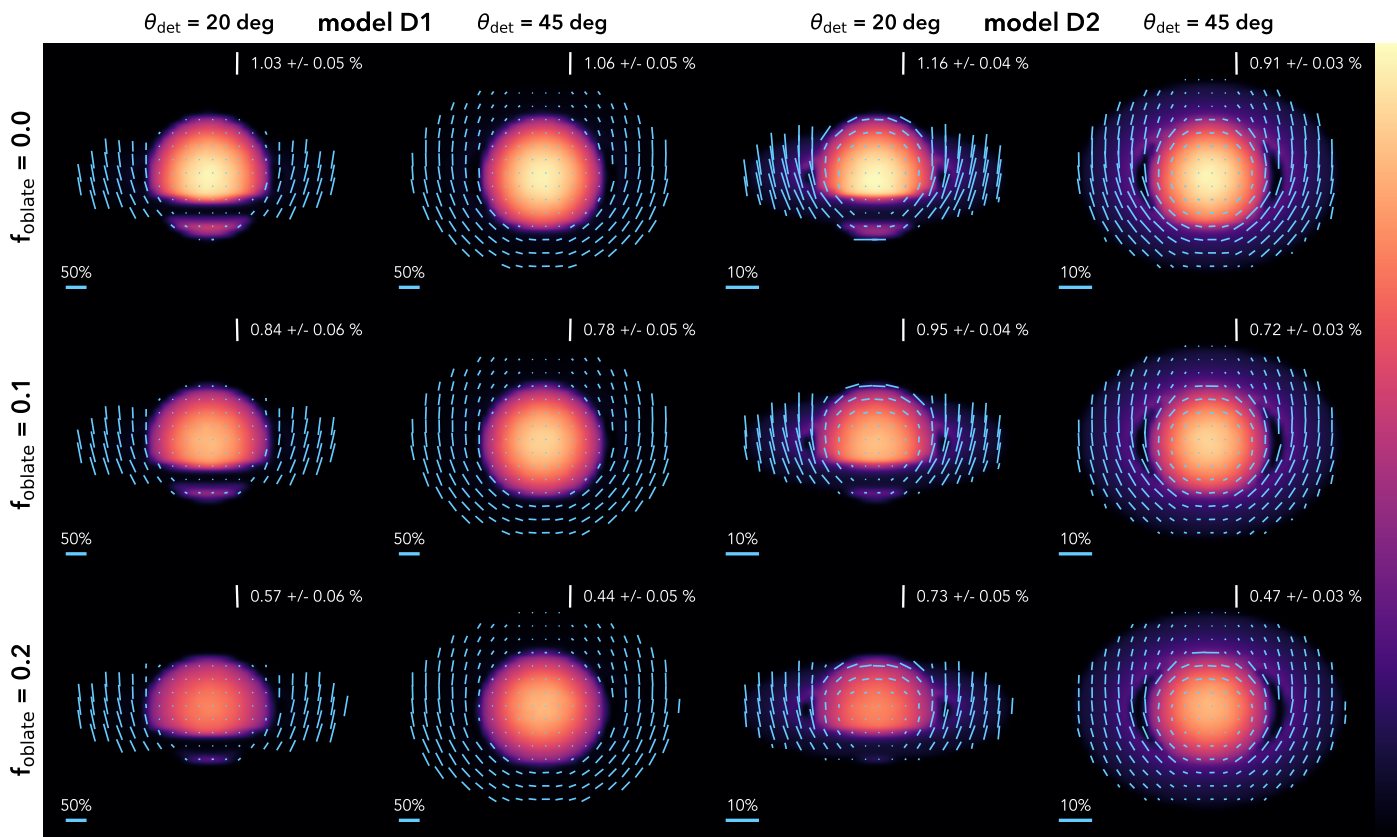 θdet = 20 deg model D1 θdet = 45 deg θdet = 20 deg model D2 θdet = 45 deg
foblate = 0.0
1.03 +/- 0.05 % 1.06 +/- 0.05 % 1.16 +/- 0.04 % 0.91 +/- 0.03 %
50% 50% 10% 10%
foblate = 0.1
0.84 +/- 0.06 % 0.78 +/- 0.05 % 0.95 +/- 0.04 % 0.72 +/- 0.03 %
50% 50% 10% 10%
foblate = 0.2
0.57 +/- 0.06 % 0.44 +/- 0.05 % 0.73 +/- 0.05 % 0.47 +/- 0.03 %
50% 50% 10% 10%